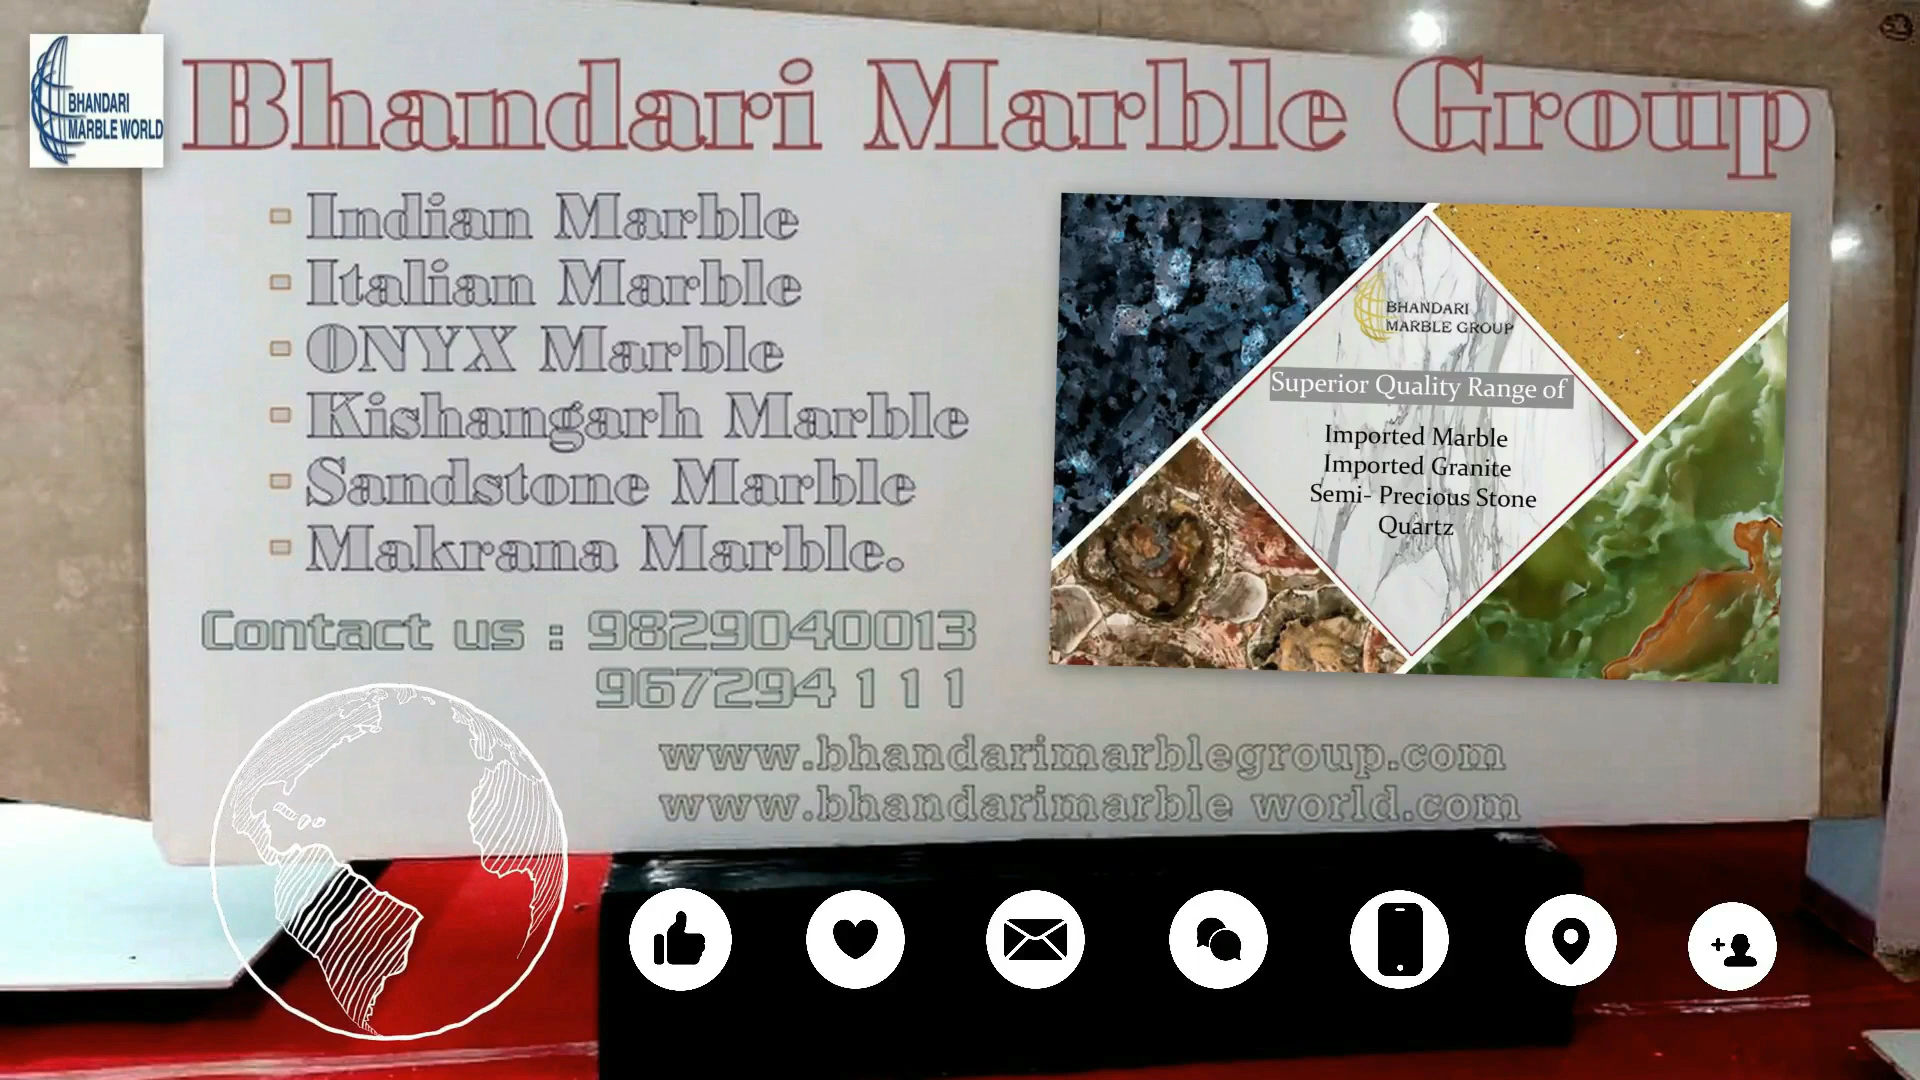 BHANDARI
MARBLE WORLD
Bhandari Marble Group
Indian Marble
Italian Marble
ONYX Marble
Kishangarh Marble
Sandstone Marble
Makrana Marble.
Contact us : 9829040013
967294 1 1 1
www.bhandarimarblegroup.com
www.bhandarimarble world.com
BHANDARI
MARBLE GROUP
Superior Quality Range of
Imported Marble
Imported Granite
Semi- Precious Stone
Quartz